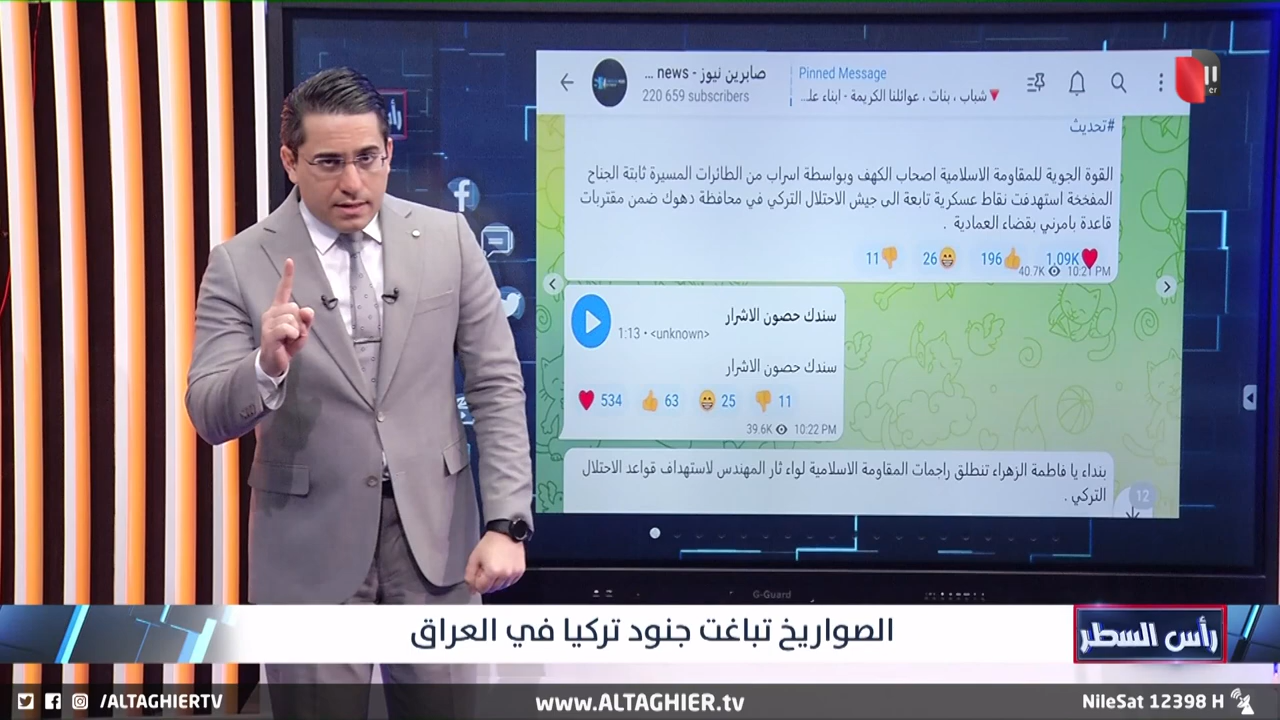 صابرين نيوز - news ...
220 659 subscribers
Pinned Message
شباب ، بنات ، عوائلنا الكريمة - ابناء علـ...
#تحديث
القوة الجوية للمقاومة الاسلامية اصحاب الكهف وبواسطة اسراب من الطائرات المسيرة ثابتة الجناح
المفخخة استهدفت نقاط عسكرية تابعة الى جيش الاحتلال التركي في محافظة دهوك ضمن مقتربات
قاعدة بامرني بقضاء العمادية .
11 26 196 1.09K
40.7K 10:21 PM
سندك حصون الاشرار
1:13 • <unknown>
سندك حصون الاشرار
534 63 25 11
39.6K 10:22 PM
بنداء يا فاطمة الزهراء تنطلق راجمات المقاومة الاسلامية لواء ثار المهندس لاستهداف قواعد الاحتلال
التركي .
12
G-Guard
الصواريخ تباغت جنود تركيا في العراق
رأس السطر
/ALTAGHIERTV
www.ALTAGHIER.tv
NileSat 12398 H